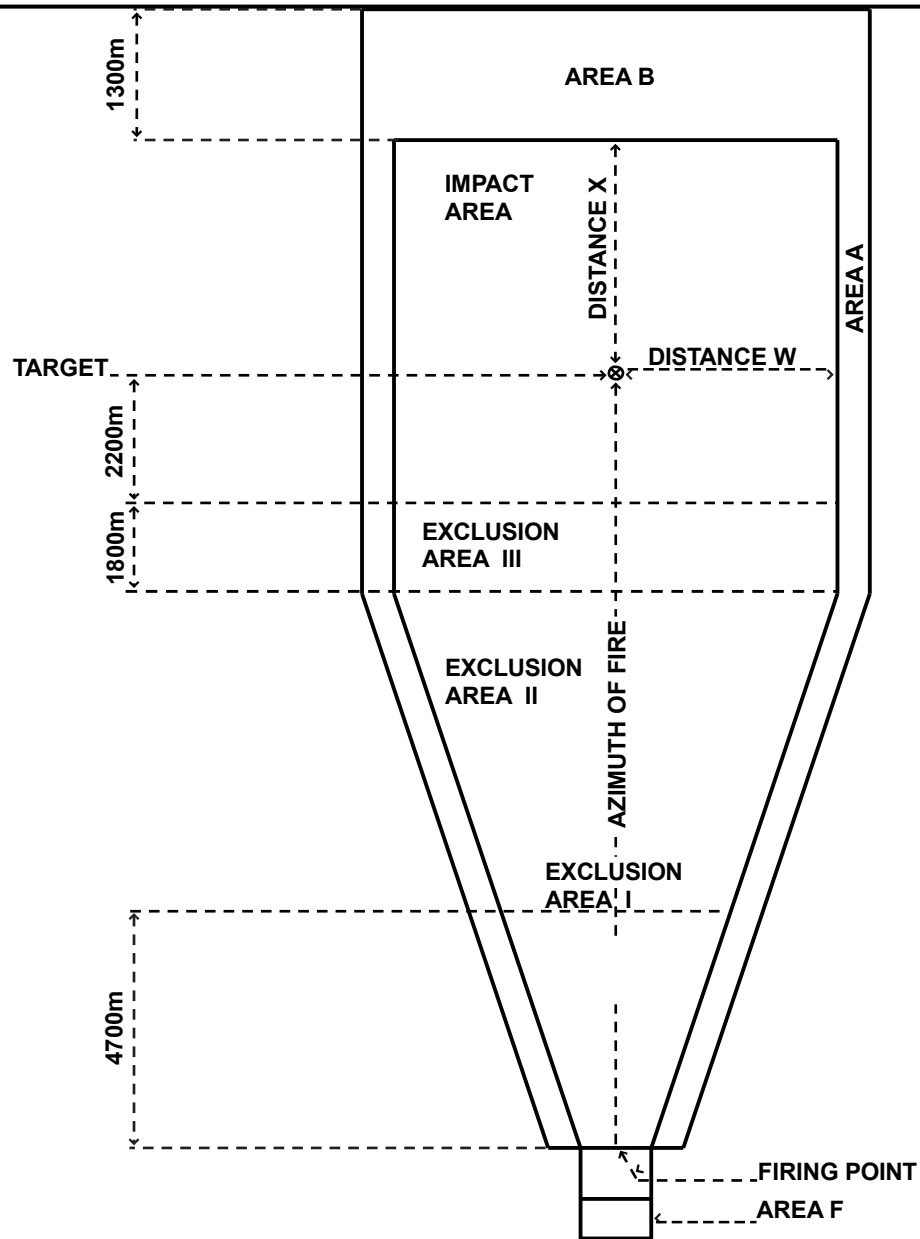 1300m
AREA B
IMPACT
AREA
DISTANCE X
AREA A
DISTANCE W
TARGET
2200m
1800m
EXCLUSION
AREA III
EXCLUSION
AREA II
AZIMUTH OF FIRE
EXCLUSION
AREA I
4700m
FIRING POINT
AREA F